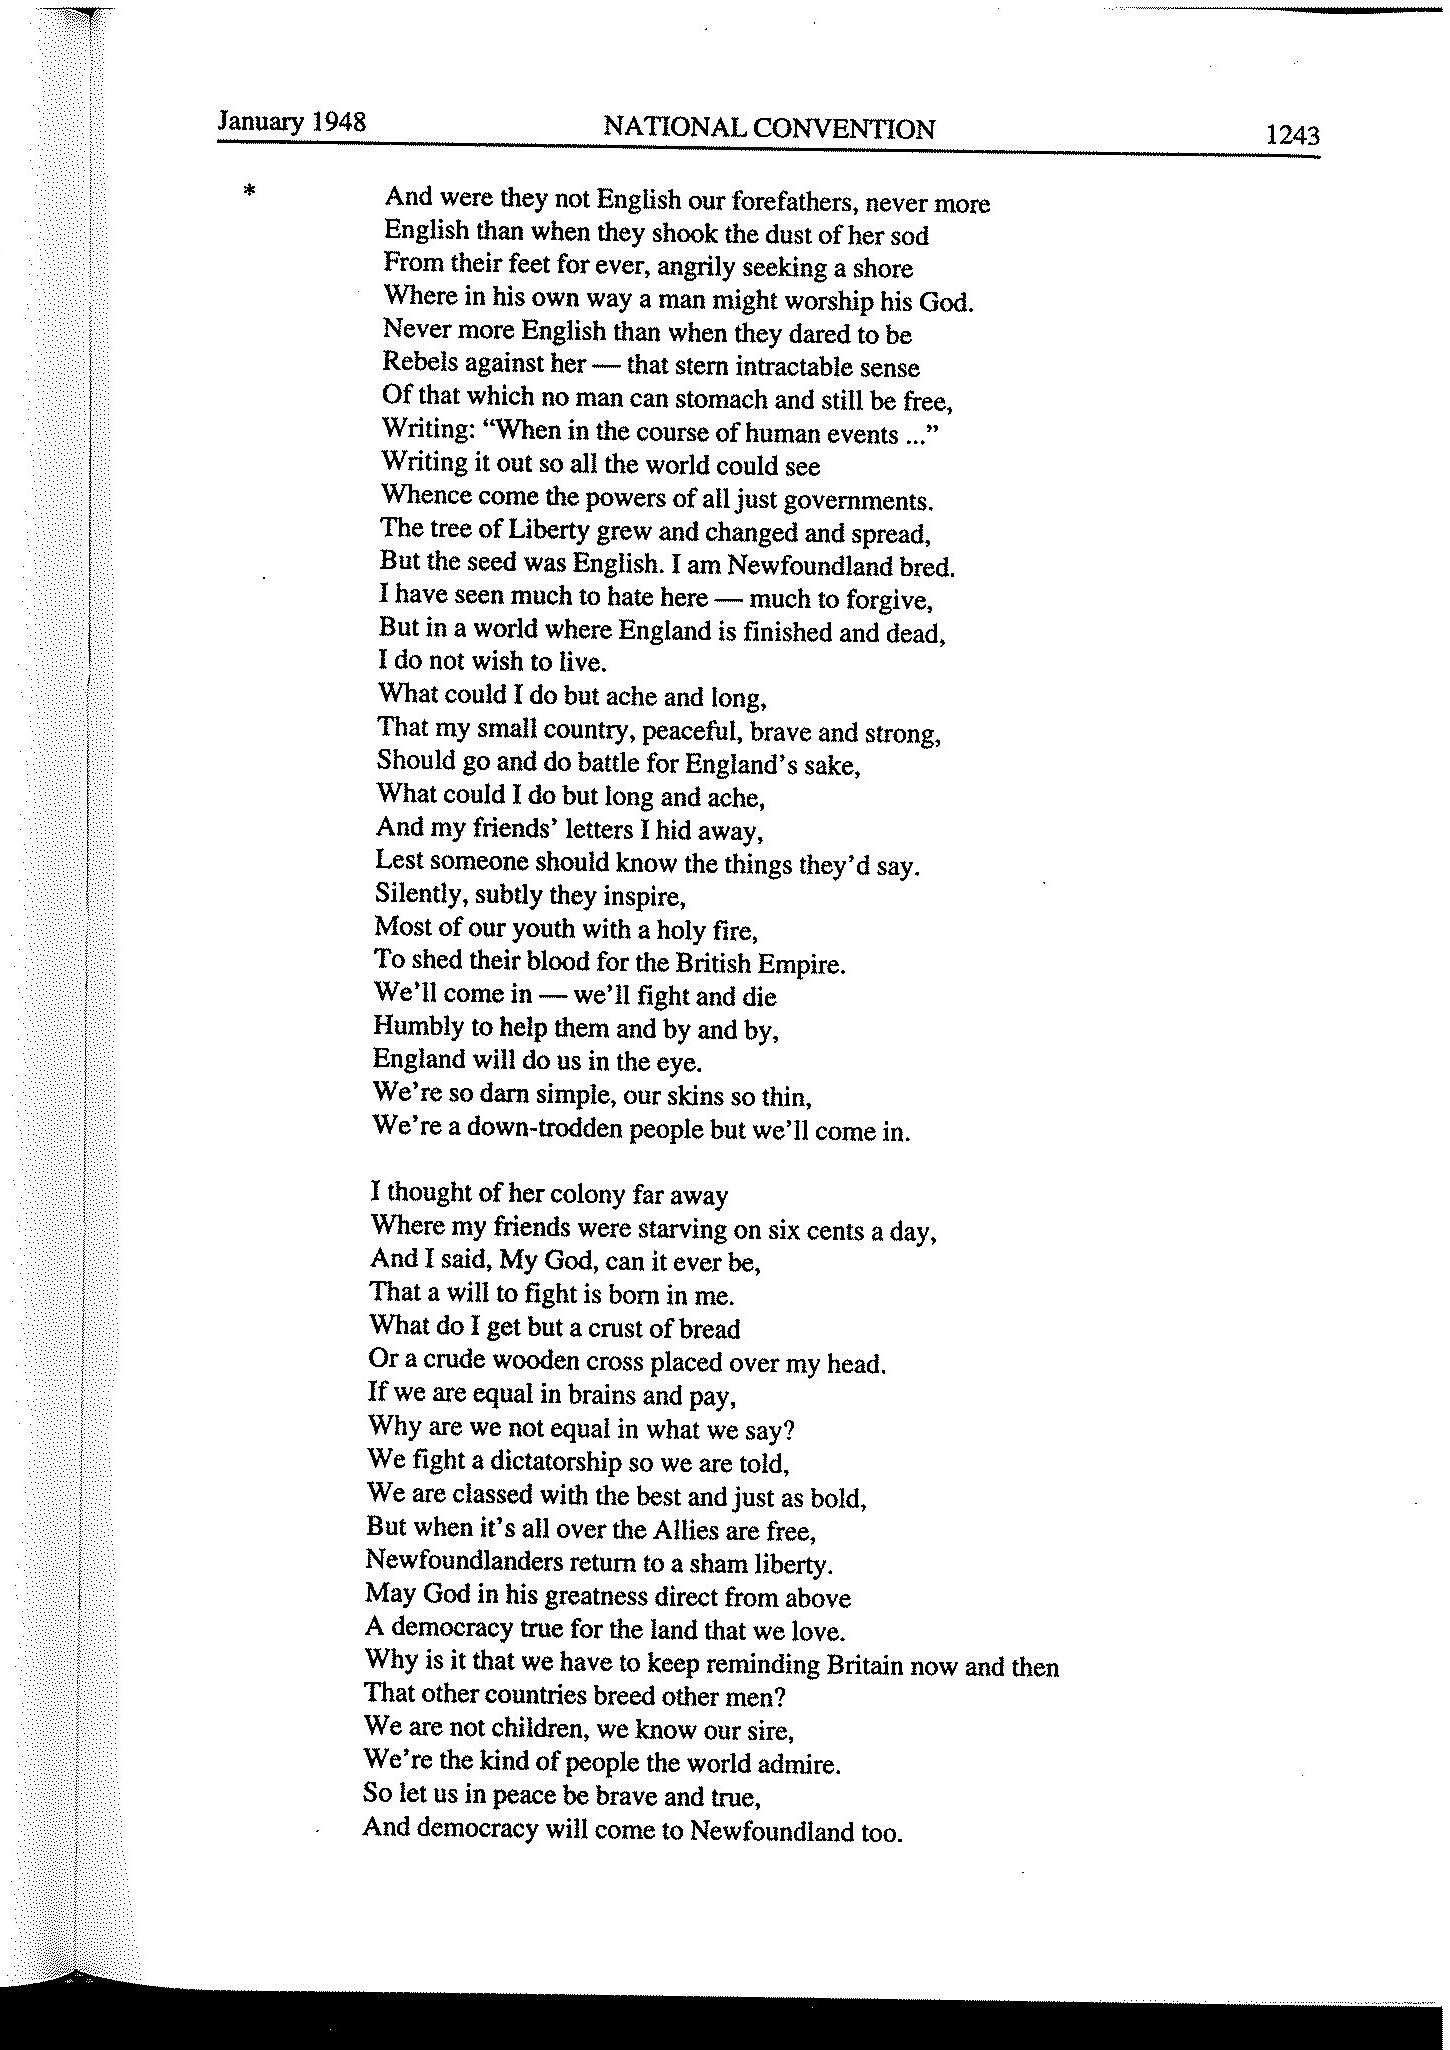 January 1948 NATIONAL CONVENTION 1243
* And were they not English our forefathers, never more
English than when they shook the dust of her sod
From their feet for ever, angrily seeking a shore
Where in his own way a man might worship his God.
Never more English than when they dared to be
Rebels against her — that stern intractable sense
Of that which no man can stomach and still be free,
Writing: “When in the course of human events ...”
Writing it out so all the world could see
Whence come the powers of all just governments.
The tree of Liberty grew and changed and spread,
But the seed was English. I am Newfoundland bred.
I have seen much to hate here — much to forgive,
But in a world where England is finished and dead,
I do not wish to live.
What could I do but ache and long,
That my small country, peaceful, brave and strong,
Should go and do battle for England's sake,
What could I do but long and ache,
And my friends' letters I hid away,
Lest someone should know the things they'd say.
Silently, subtly they inspire,
Most of our youth with a holy fire,
To shed their blood for the British Empire.
We'll come in — we'll fight and die
Humbly to help them and by and by,
England will do us in the eye.
We're so darn simple, our skins so thin,
We're a down-trodden people but we'll come in.
I thought of her colony far away
Where my friends were starving on six cents a day,
And I said, My God, can it ever be,
That a will to fight is born in me.
What do I get but a crust of bread
Or a crude wooden cross placed over my head.
If we are equal in brains and pay,
Why are we not equal in what we say?
We fight a dictatorship so we are told,
We are classed with the best and just as bold,
But when it's all over the Allies are free,
Newfoundlanders return to a sham liberty.
May God in his greatness direct from above
A democracy true for the land that we love.
Why is it that we have to keep reminding Britain now and then
That other countries breed other men?
We are not children, we know our sire,
We're the kind of people the world admire.
So let us in peace be brave and true,
And democracy will come to Newfoundland too.